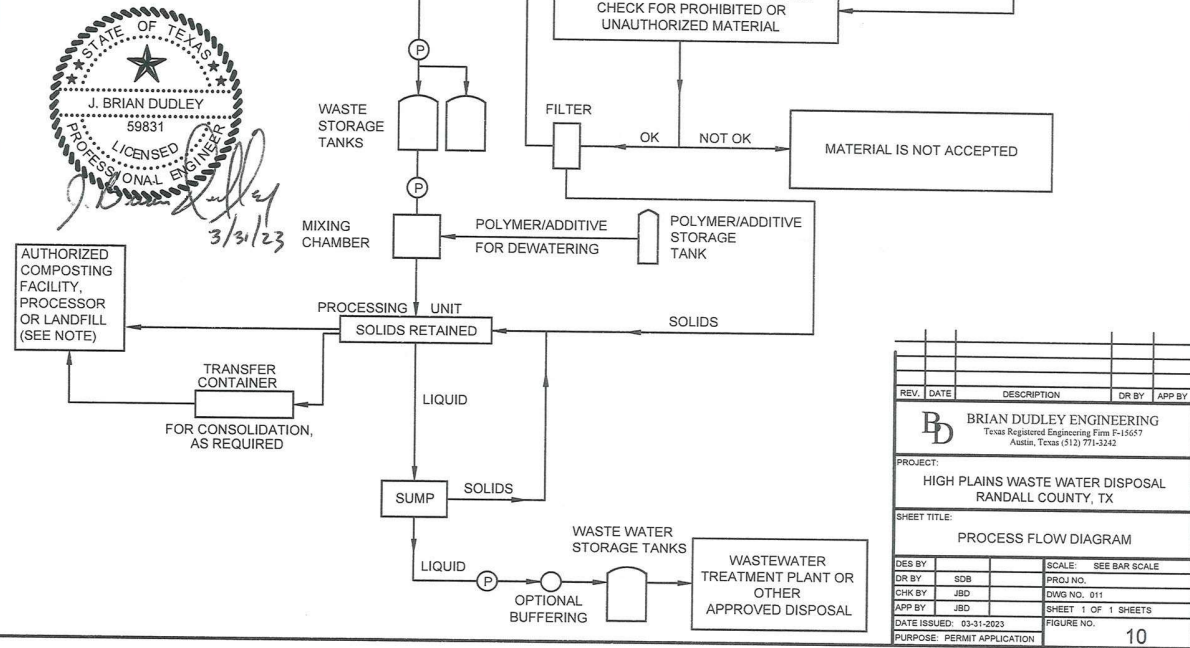 CHECK FOR PROHIBITED OR
UNAUTHORIZED MATERIAL
STATE OF TEXAS
J. BRIAN DUDLEY
59831
LICENSED
PROFESSIONAL ENGINEER
3/31/23
P
WASTE
STORAGE
TANKS
FILTER
OK
NOT OK
MATERIAL IS NOT ACCEPTED
P
MIXING
CHAMBER
POLYMER/ADDITIVE
FOR DEWATERING
POLYMER/ADDITIVE
STORAGE
TANK
AUTHORIZED
COMPOSTING
FACILITY,
PROCESSOR
OR LANDFILL
(SEE NOTE)
PROCESSING UNIT
SOLIDS RETAINED
SOLIDS
TRANSFER
CONTAINER
FOR CONSOLIDATION,
AS REQUIRED
LIQUID
SUMP
SOLIDS
LIQUID
P
OPTIONAL
BUFFERING
WASTE WATER
STORAGE TANKS
WASTEWATER
TREATMENT PLANT OR
OTHER
APPROVED DISPOSAL
REV. DATE DESCRIPTION DR BY APP BY
BD
BRIAN DUDLEY ENGINEERING
Texas Registered Engineering Firm F-15657
Austin, Texas (512) 771-3242
PROJECT:
HIGH PLAINS WASTE WATER DISPOSAL
RANDALL COUNTY, TX
SHEET TITLE:
PROCESS FLOW DIAGRAM
DES BY SCALE: SEE BAR SCALE
DR BY SDB PROJ NO.
CHK BY JBD DWG NO. 011
APP BY JBD SHEET 1 OF 1 SHEETS
DATE ISSUED: 03-31-2023 FIGURE NO.
PURPOSE: PERMIT APPLICATION 10